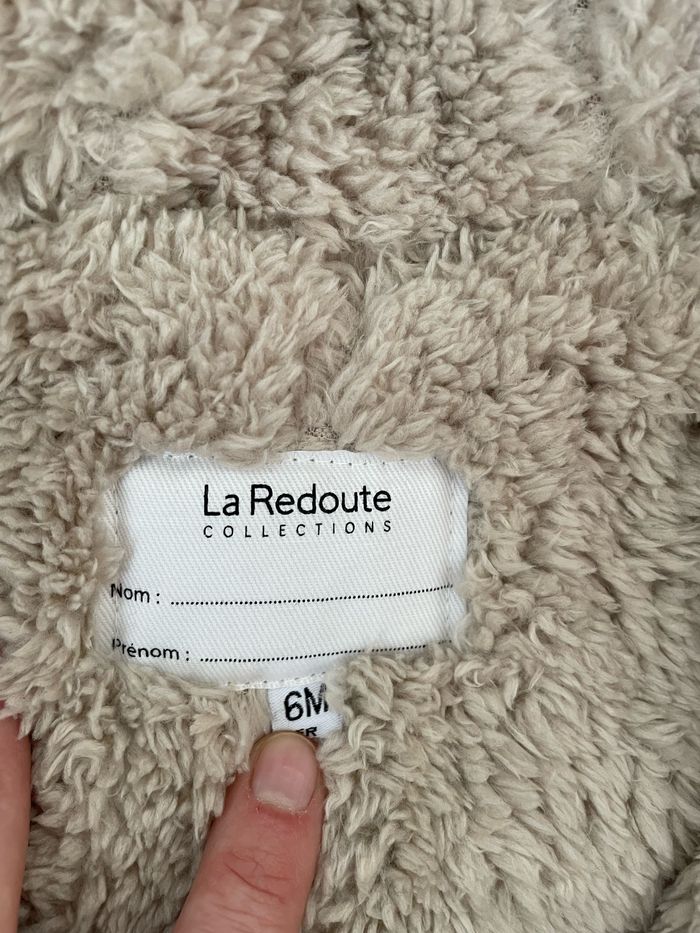 La Redoute
COLLECTIONS
Nom :
Prénom :
6M